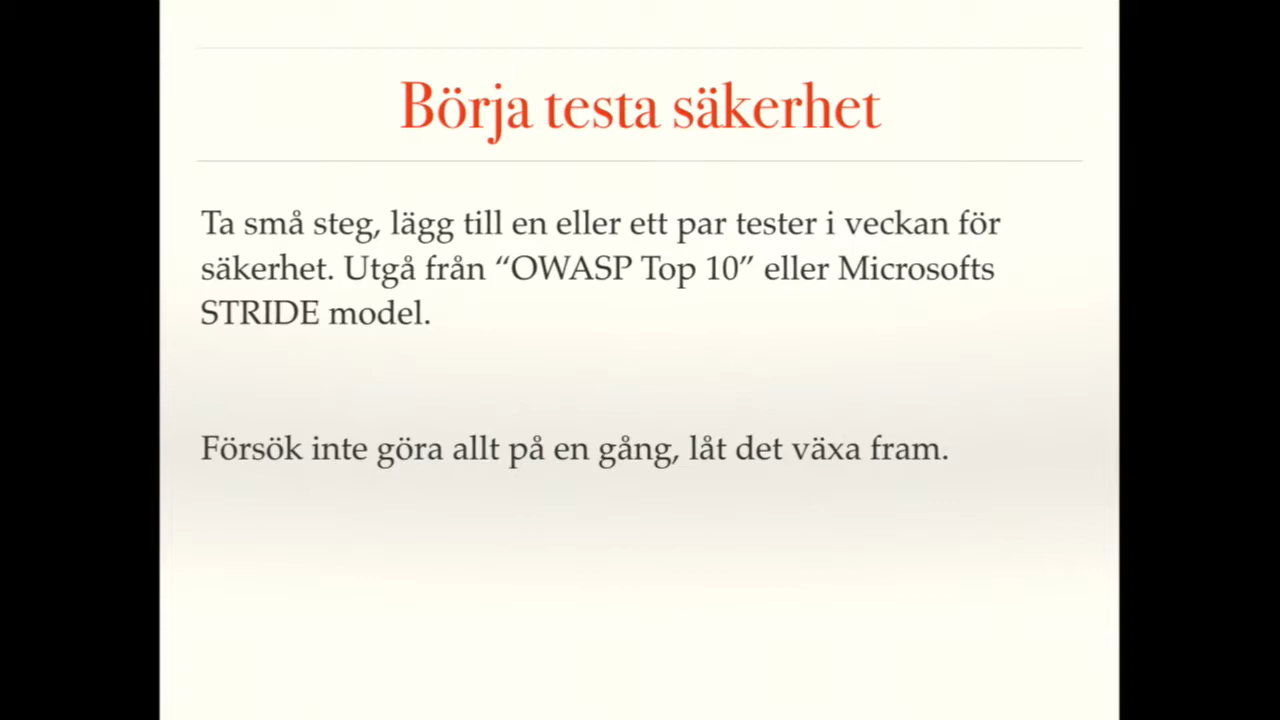 Börja testa säkerhet
Ta små steg, lägg till en eller ett par tester i veckan för
säkerhet. Utgå från “OWASP Top 10” eller Microsofts
STRIDE model.
Försök inte göra allt på en gång, låt det växa fram.